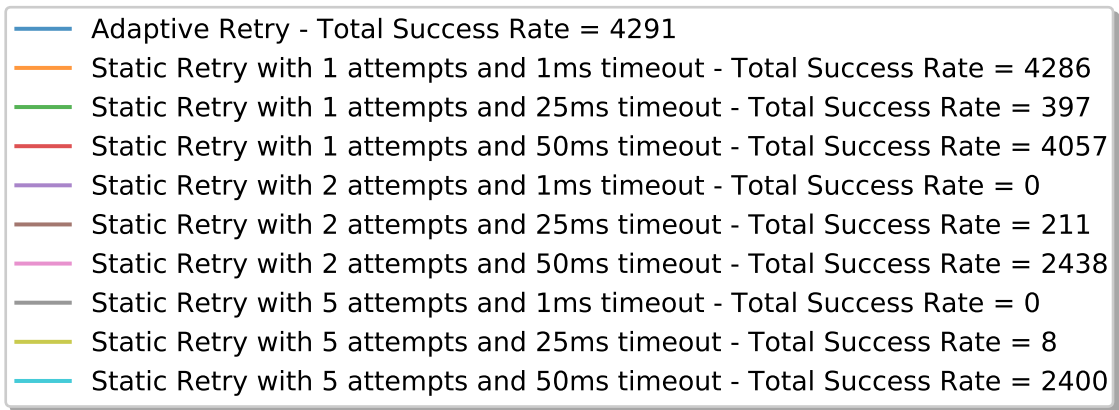 Adaptive Retry - Total Success Rate = 4291
Static Retry with 1 attempts and 1ms timeout - Total Success Rate = 4286
Static Retry with 1 attempts and 25ms timeout - Total Success Rate = 397
Static Retry with 1 attempts and 50ms timeout - Total Success Rate = 4057
Static Retry with 2 attempts and 1ms timeout - Total Success Rate = 0
Static Retry with 2 attempts and 25ms timeout - Total Success Rate = 211
Static Retry with 2 attempts and 50ms timeout - Total Success Rate = 2438
Static Retry with 5 attempts and 1ms timeout - Total Success Rate = 0
Static Retry with 5 attempts and 25ms timeout - Total Success Rate = 8
Static Retry with 5 attempts and 50ms timeout - Total Success Rate = 2400